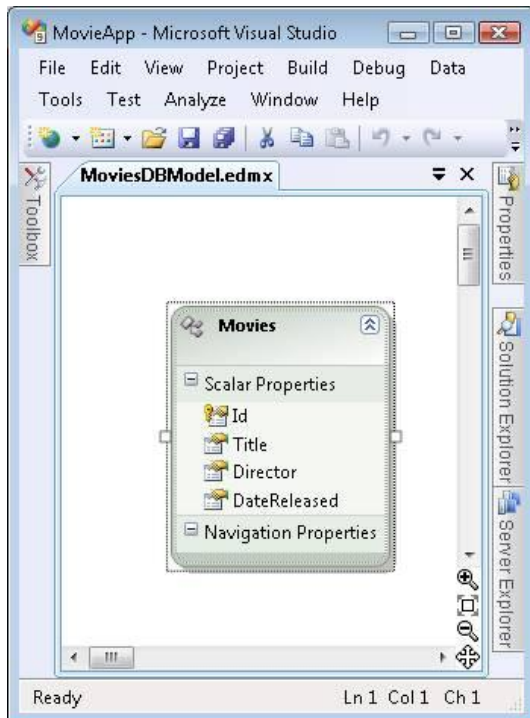 MovieApp - Microsoft Visual Studio
File Edit View Project Build Debug Data
Tools Test Analyze Window Help
Toolbox
MoviesDBModel.edmx
Properties
Solution Explorer
Server Explorer
Movies
Scalar Properties
Id
Title
Director
DateReleased
Navigation Properties
Ready Ln 1 Col 1 Ch 1